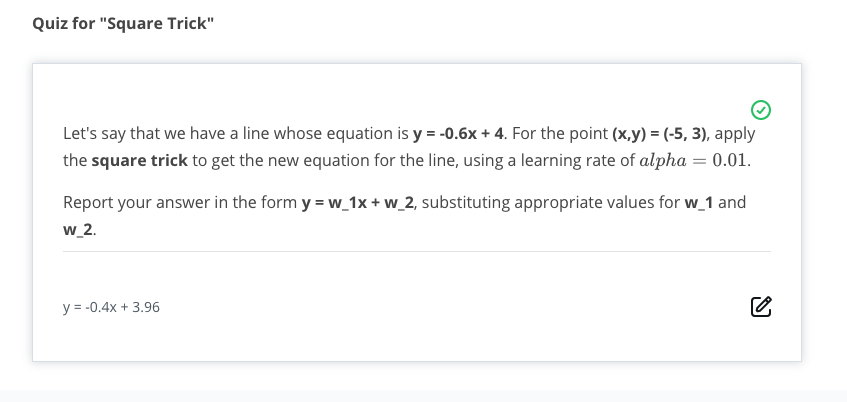 Quiz for "Square Trick"
Let's say that we have a line whose equation is y = -0.6x + 4. For the point (x,y) = (-5, 3), apply
the square trick to get the new equation for the line, using a learning rate of alpha = 0.01.
Report your answer in the form y = w_1x + w_2, substituting appropriate values for w_1 and
w_2.
y = -0.4x + 3.96